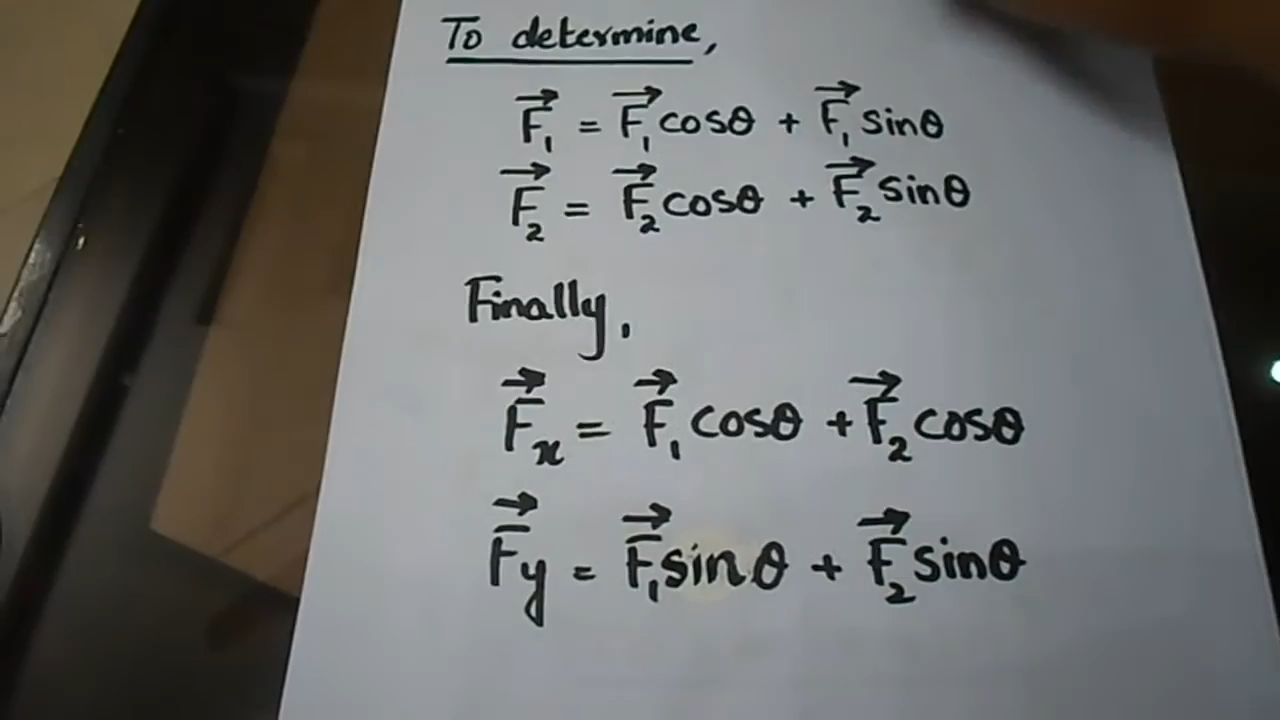 To determine,
F⃗₁ = F⃗₁cosθ + F⃗₁sinθ
F⃗₂ = F⃗₂cosθ + F⃗₂sinθ
Finally,
F⃗ₓ = F⃗₁cosθ + F⃗₂cosθ
F⃗y = F⃗₁sinθ + F⃗₂sinθ